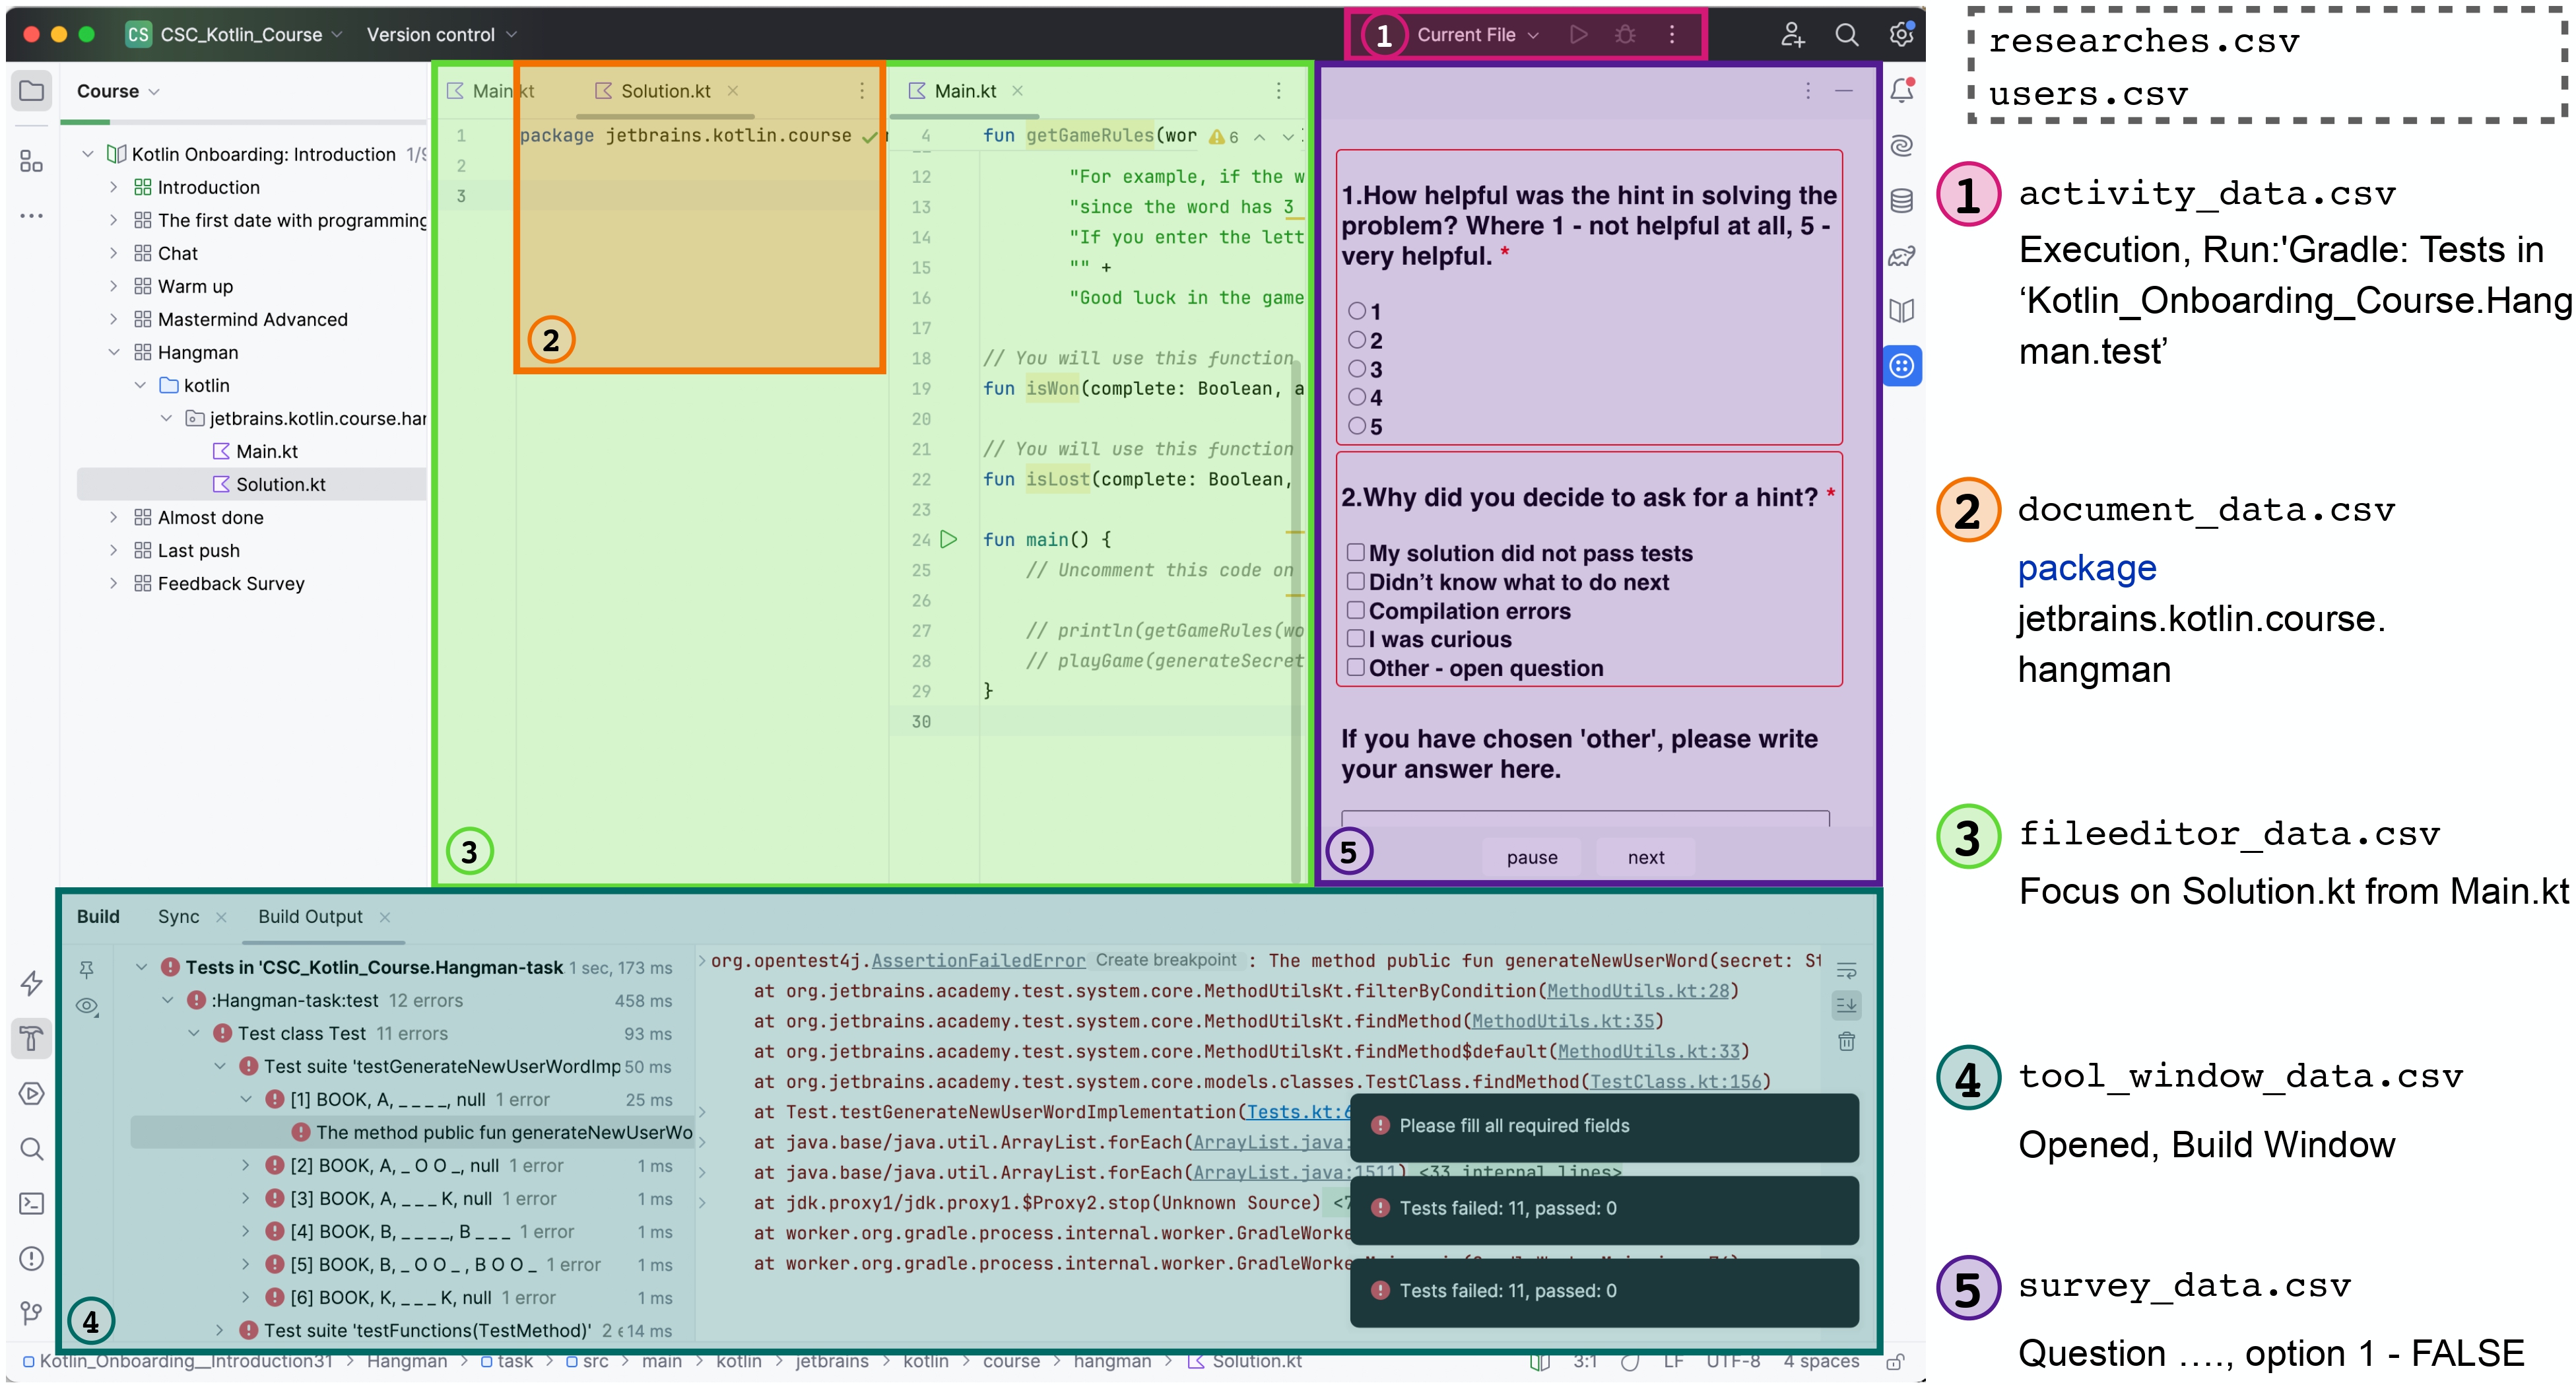 CS CSC_Kotlin_Course Version control
1 Current File
Course
Kotlin Onboarding: Introduction 1/9
Introduction
The first date with programming
Chat
Warm up
Mastermind Advanced
Hangman
kotlin
jetbrains.kotlin.course.har
Main.kt
Solution.kt
Almost done
Last push
Feedback Survey
Main.kt Solution.kt
1 package jetbrains.kotlin.course
2
3
2
3
Main.kt
4 fun getGameRules(wor 6
12 "For example, if the w
13 "since the word has 3
14 "If you enter the lett
15 "" +
16 "Good luck in the game
17
18 // You will use this function
19 fun isWon(complete: Boolean, a
20
21 // You will use this function
22 fun isLost(complete: Boolean,
23
24 fun main() {
25 // Uncomment this code on
26
27 // println(getGameRules(wo
28 // playGame(generateSecret
29 }
30
1.How helpful was the hint in solving the
problem? Where 1 - not helpful at all, 5 -
very helpful. *
1
2
3
4
5
2.Why did you decide to ask for a hint? *
My solution did not pass tests
Didn't know what to do next
Compilation errors
I was curious
Other - open question
If you have chosen 'other', please write
your answer here.
5 pause next
Build Sync Build Output
Tests in 'CSC_Kotlin_Course.Hangman-task 1 sec, 173 ms
:Hangman-task:test 12 errors 458 ms
Test class Test 11 errors 93 ms
Test suite 'testGenerateNewUserWordImp 50 ms
[1] BOOK, A, _ _ _ _, null 1 error 25 ms
The method public fun generateNewUserWo
[2] BOOK, A, _ O O _, null 1 error 1 ms
[3] BOOK, A, _ _ _ K, null 1 error 1 ms
[4] BOOK, B, _ _ _ _, B _ _ _ 1 error 1 ms
[5] BOOK, B, _ O O _ , B O O _ 1 error 1 ms
[6] BOOK, K, _ _ _ K, null 1 error 1 ms
Test suite 'testFunctions(TestMethod)' 2 e 14 ms
4
org.opentest4j.AssertionFailedError Create breakpoint : The method public fun generateNewUserWord(secret: St
at org.jetbrains.academy.test.system.core.MethodUtilsKt.filterByCondition(MethodUtils.kt:28)
at org.jetbrains.academy.test.system.core.MethodUtilsKt.findMethod(MethodUtils.kt:35)
at org.jetbrains.academy.test.system.core.MethodUtilsKt.findMethod$default(MethodUtils.kt:33)
at org.jetbrains.academy.test.system.core.models.classes.TestClass.findMethod(TestClass.kt:156)
at Test.testGenerateNewUserWordImplementation(Tests.kt:6
at java.base/java.util.ArrayList.forEach(ArrayList.java:
at java.base/java.util.ArrayList.forEach(ArrayList.java:1511) <33 internal lines>
at jdk.proxy1/jdk.proxy1.$Proxy2.stop(Unknown Source) <7
at worker.org.gradle.process.internal.worker.GradleWorke
at worker.org.gradle.process.internal.worker.GradleWorke
Please fill all required fields
Tests failed: 11, passed: 0
Tests failed: 11, passed: 0
Kotlin_Onboarding__Introduction31 > Hangman > task > src > main > kotlin > jetbrains > kotlin > course > hangman > Solution.kt 3:1 LF UTF-8 4 spaces
researches.csv
users.csv
1 activity_data.csv
Execution, Run:'Gradle: Tests in
‘Kotlin_Onboarding_Course.Hang
man.test’
2 document_data.csv
package
jetbrains.kotlin.course.
hangman
3 fileeditor_data.csv
Focus on Solution.kt from Main.kt
4 tool_window_data.csv
Opened, Build Window
5 survey_data.csv
Question ...., option 1 - FALSE